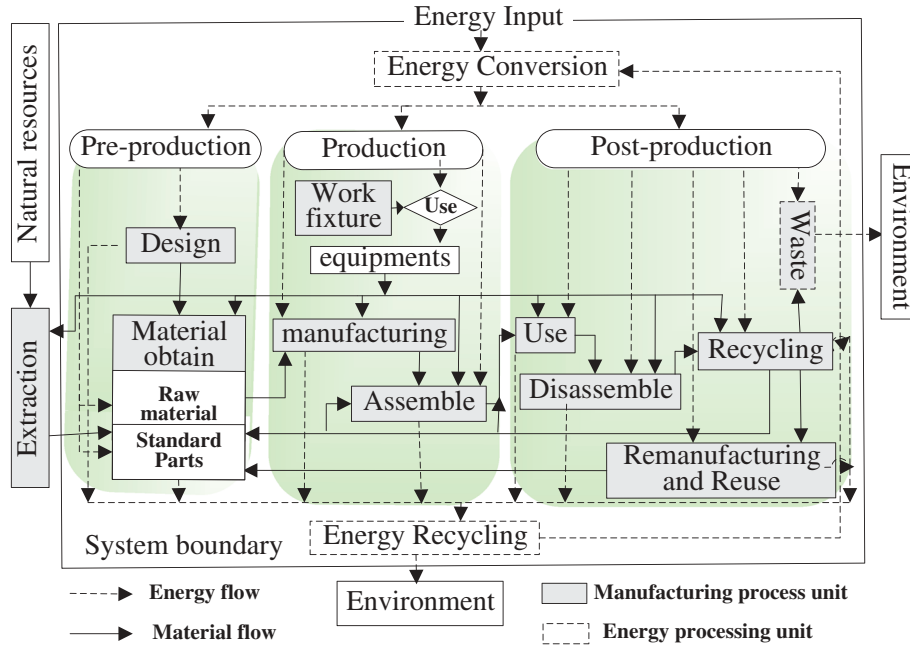 Energy Input
Natural resources
Energy Conversion
Pre-production
Production
Post-production
Environment
Work
fixture
Use
Waste
Design
equipments
Extraction
Material
obtain
manufacturing
Use
Recycling
Raw
material
Assemble
Disassemble
Standard
Parts
Remanufacturing
and Reuse
System boundary
Energy Recycling
Environment
Energy flow
Manufacturing process unit
Material flow
Energy processing unit